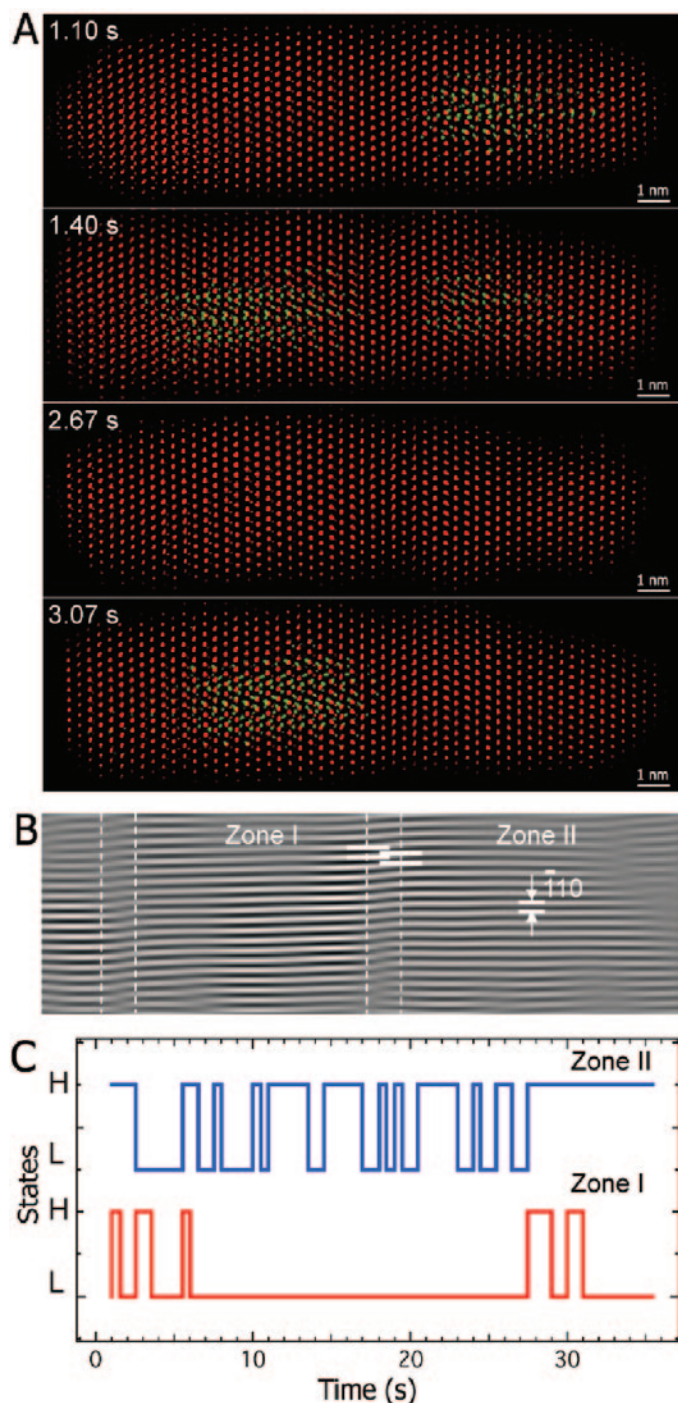 A
1.10 s
1 nm
1.40 s
1 nm
2.67 s
1 nm
3.07 s
1 nm
B
Zone I
Zone II
1̄10
C
Zone II
H
L
Zone I
H
L
States
0 10 20 30
Time (s)